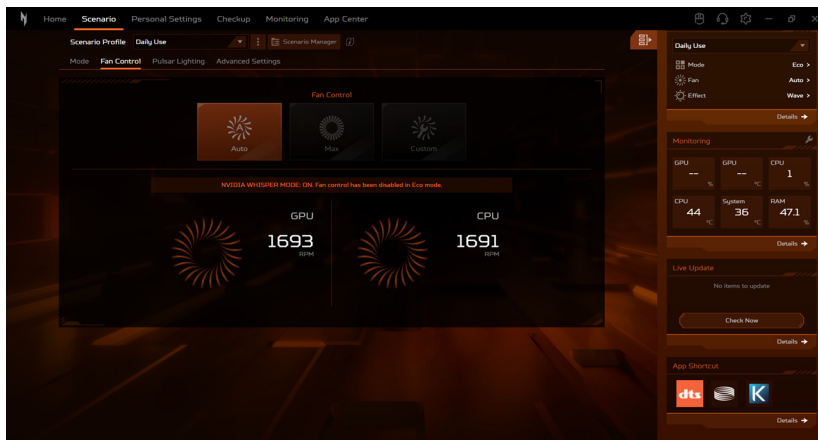 Home Scenario Personal Settings Checkup Monitoring App Center
Scenario Profile Daily Use Scenario Manager
Mode Fan Control Pulsar Lighting Advanced Settings
Fan Control
Auto Max Custom
NVIDIA WHISPER MODE: ON. Fan control has been disabled in Eco mode.
GPU
1693
RPM
CPU
1691
RPM
Daily Use
Mode Eco >
Fan Auto >
Effect Wave >
Details
Monitoring
GPU GPU CPU
-- -- 1
% °C %
CPU System RAM
44 36 47.1
°C °C %
Details
Live Update
No items to update
Check Now
Details
App Shortcut
dts K
Details